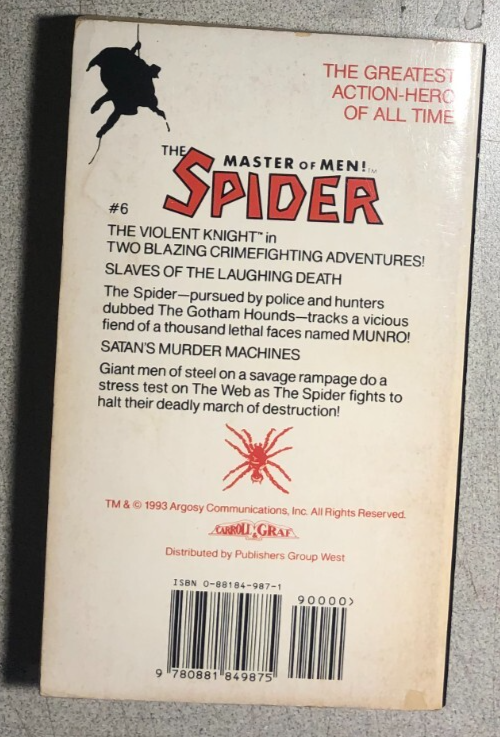 THE GREATEST
ACTION-HERO
OF ALL TIME
THE MASTER OF MEN!™
SPIDER
#6
THE VIOLENT KNIGHT™ in
TWO BLAZING CRIMEFIGHTING ADVENTURES!
SLAVES OF THE LAUGHING DEATH
The Spider—pursued by police and hunters
dubbed The Gotham Hounds—tracks a vicious
fiend of a thousand lethal faces named MUNRO!
SATAN'S MURDER MACHINES
Giant men of steel on a savage rampage do a
stress test on The Web as The Spider fights to
halt their deadly march of destruction!
TM & © 1993 Argosy Communications, Inc. All Rights Reserved.
CARROLL & GRAF
Distributed by Publishers Group West
ISBN 0-88184-987-1
90000>
9 780881 849875